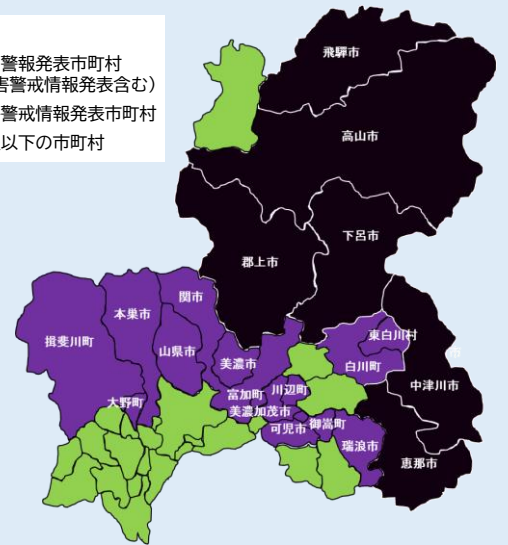 警報発表市町村
害警戒情報発表含む）
警戒情報発表市町村
以下の市町村
飛騨市
高山市
下呂市
郡上市
関市
本巣市
揖斐川町
山県市
美濃市
東白川村
白川町
中津川市
大野町
富加町
川辺町
美濃加茂市
可児市
御嵩町
瑞浪市
恵那市